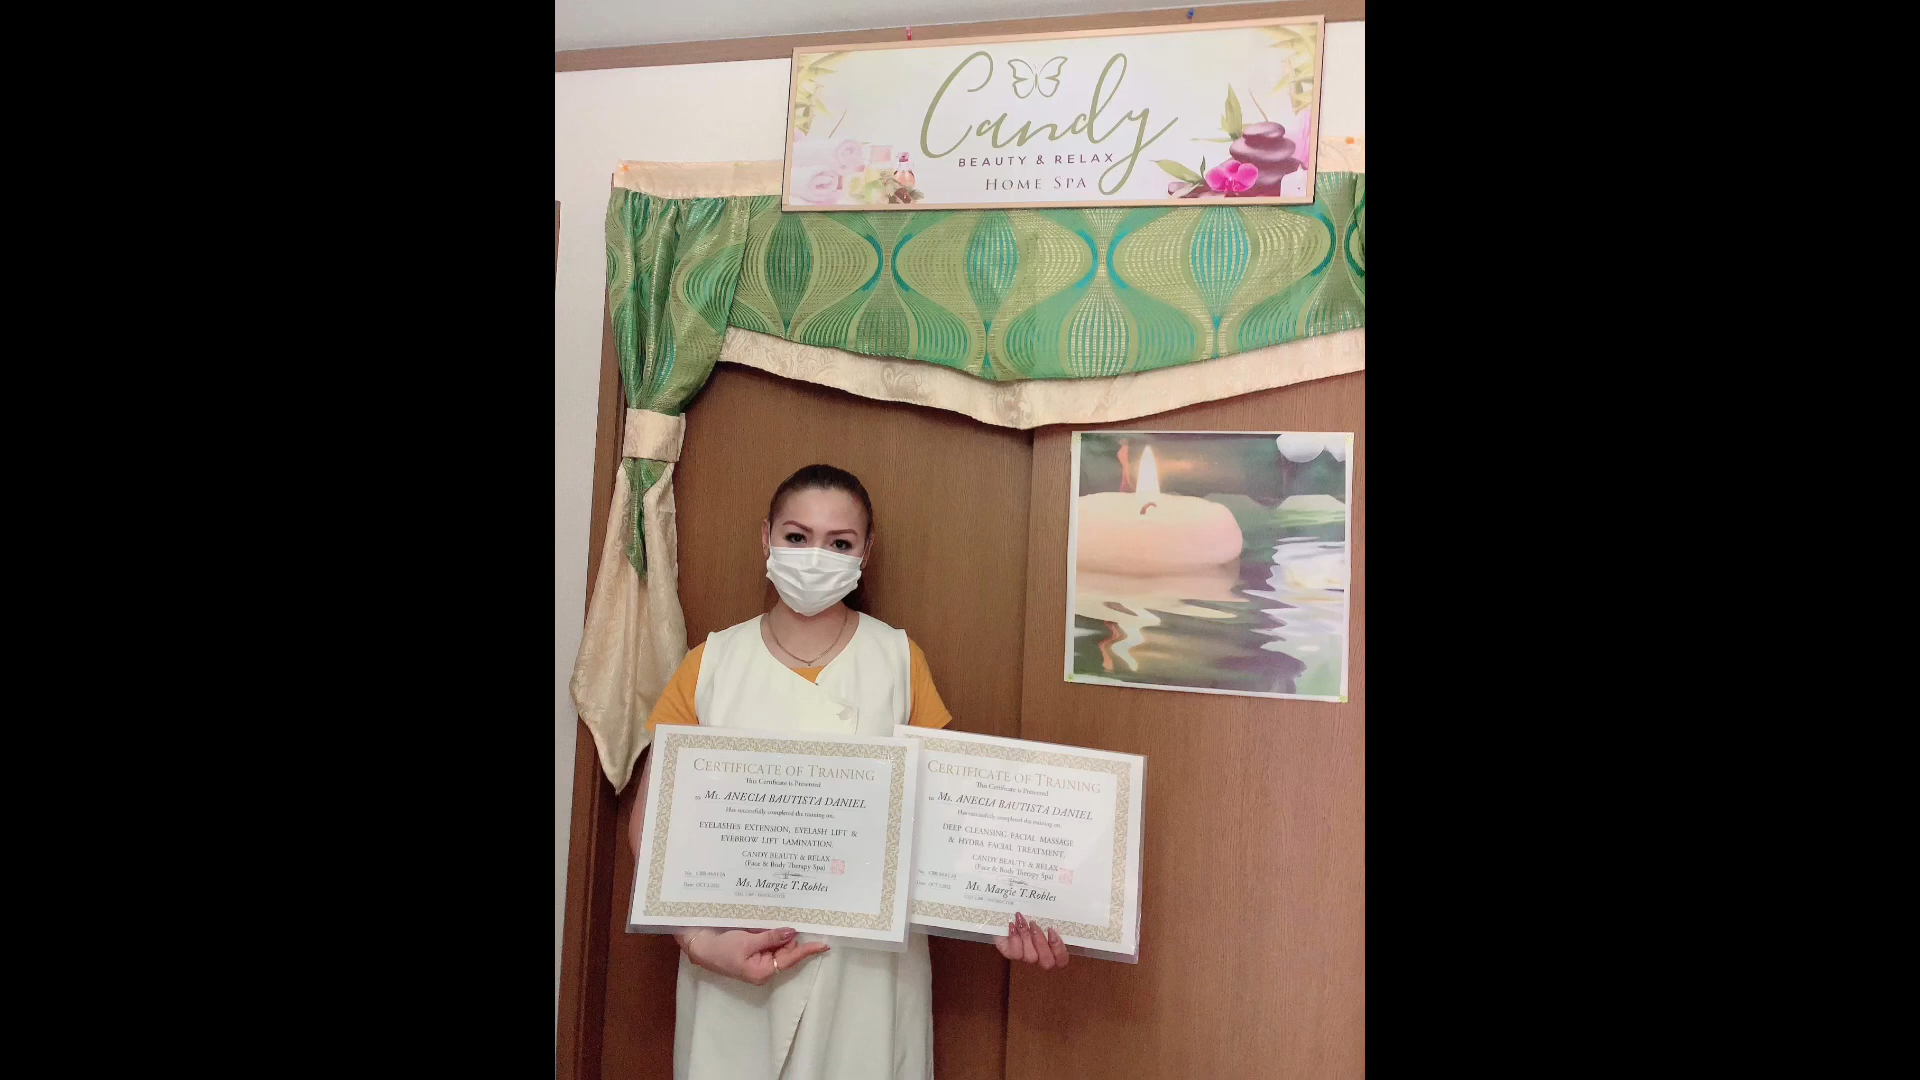 Candy
BEAUTY & RELAX
HOME SPA
CERTIFICATE OF TRAINING
This Certificate is Presented
to Ms. ANECIA BAUTISTA DANIEL
Has successfully completed the training on,
EYELASHES EXTENSION, EYELASH LIFT &
EYEBROW LIFT LAMINATION,
CANDY BEAUTY & RELAX
(Face & Body Therapy Spa)
Ms. Margie T.Robles
CERTIFICATE OF TRAINING
This Certificate is Presented
to Ms. ANECIA BAUTISTA DANIEL
Has successfully completed the training on,
DEEP CLEANSING FACIAL MASSAGE
& HYDRA FACIAL TREATMENT,
CANDY BEAUTY & RELAX
(Face & Body Therapy Spa)
Ms. Margie T.Robles